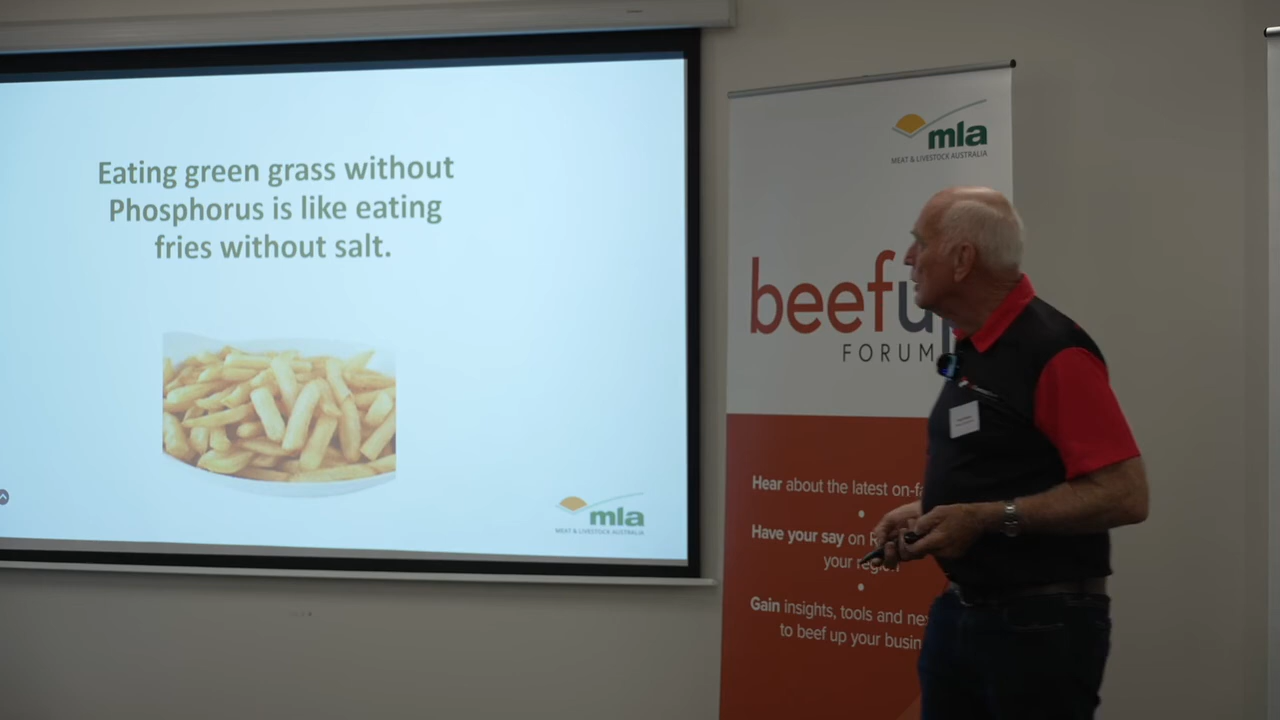 Eating green grass without
Phosphorus is like eating
fries without salt.
mla
MEAT & LIVESTOCK AUSTRALIA
mla
MEAT & LIVESTOCK AUSTRALIA
beefup
FORUM
Hear about the latest on-fa
•
Have your say on R
your region
•
Gain insights, tools and ne
to beef up your busin